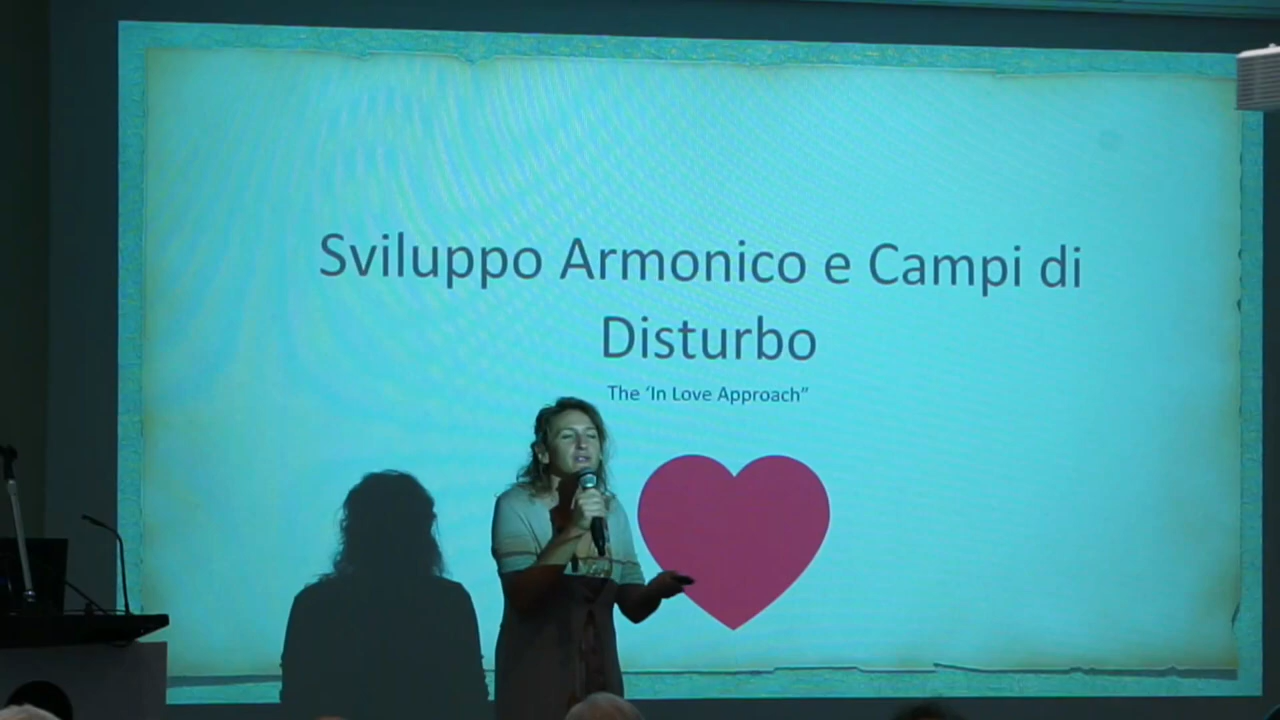 Sviluppo Armonico e Campi di
Disturbo
The ‘In Love Approach”